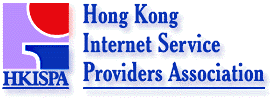 Hong Kong
Internet Service
Providers Association
HKISPA